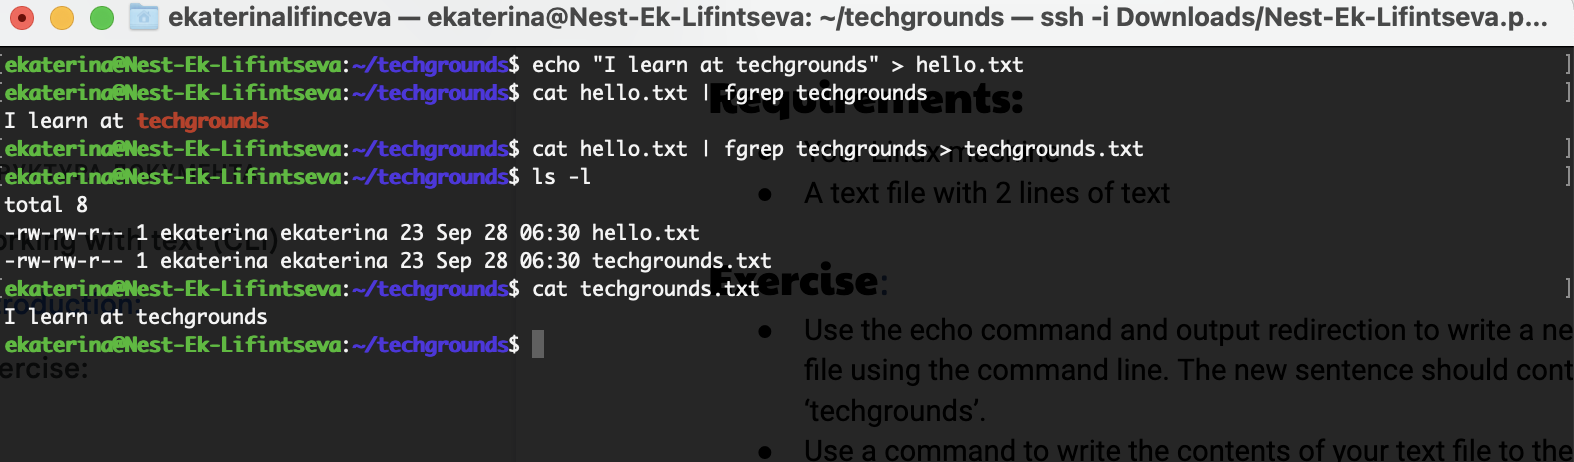 ekaterinalifinceva — ekaterina@Nest-Ek-Lifintseva: ~/techgrounds — ssh -i Downloads/Nest-Ek-Lifintseva.p...
[ekaterina@Nest-Ek-Lifintseva:~/techgrounds$ echo "I learn at techgrounds" > hello.txt ]
[ekaterina@Nest-Ek-Lifintseva:~/techgrounds$ cat hello.txt | fgrep techgrounds ]
I learn at techgrounds
[ekaterina@Nest-Ek-Lifintseva:~/techgrounds$ cat hello.txt | fgrep techgrounds > techgrounds.txt ]
[ekaterina@Nest-Ek-Lifintseva:~/techgrounds$ ls -l ]
total 8
-rw-rw-r-- 1 ekaterina ekaterina 23 Sep 28 06:30 hello.txt
-rw-rw-r-- 1 ekaterina ekaterina 23 Sep 28 06:30 techgrounds.txt
[ekaterina@Nest-Ek-Lifintseva:~/techgrounds$ cat techgrounds.txt ]
I learn at techgrounds
ekaterina@Nest-Ek-Lifintseva:~/techgrounds$
Requirements:
Your Linux machine
● A text file with 2 lines of text
Exercise:
● Use the echo command and output redirection to write a ne
file using the command line. The new sentence should cont
‘techgrounds’.
● Use a command to write the contents of your text file to the
orking with text (CLI)
roduction:
ercise: